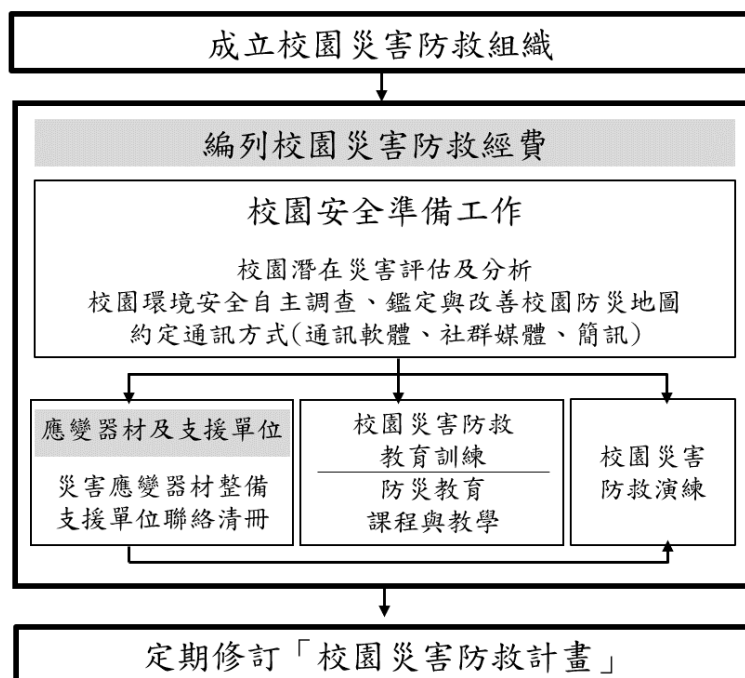 成立校園災害防救組織
編列校園災害防救經費
校園安全準備工作
校園潛在災害評估及分析
校園環境安全自主調查、鑑定與改善校園防災地圖
約定通訊方式(通訊軟體、社群媒體、簡訊)
應變器材及支援單位
災害應變器材整備
支援單位聯絡清冊
校園災害防救
教育訓練
防災教育
課程與教學
校園災害
防救演練
定期修訂「校園災害防救計畫」